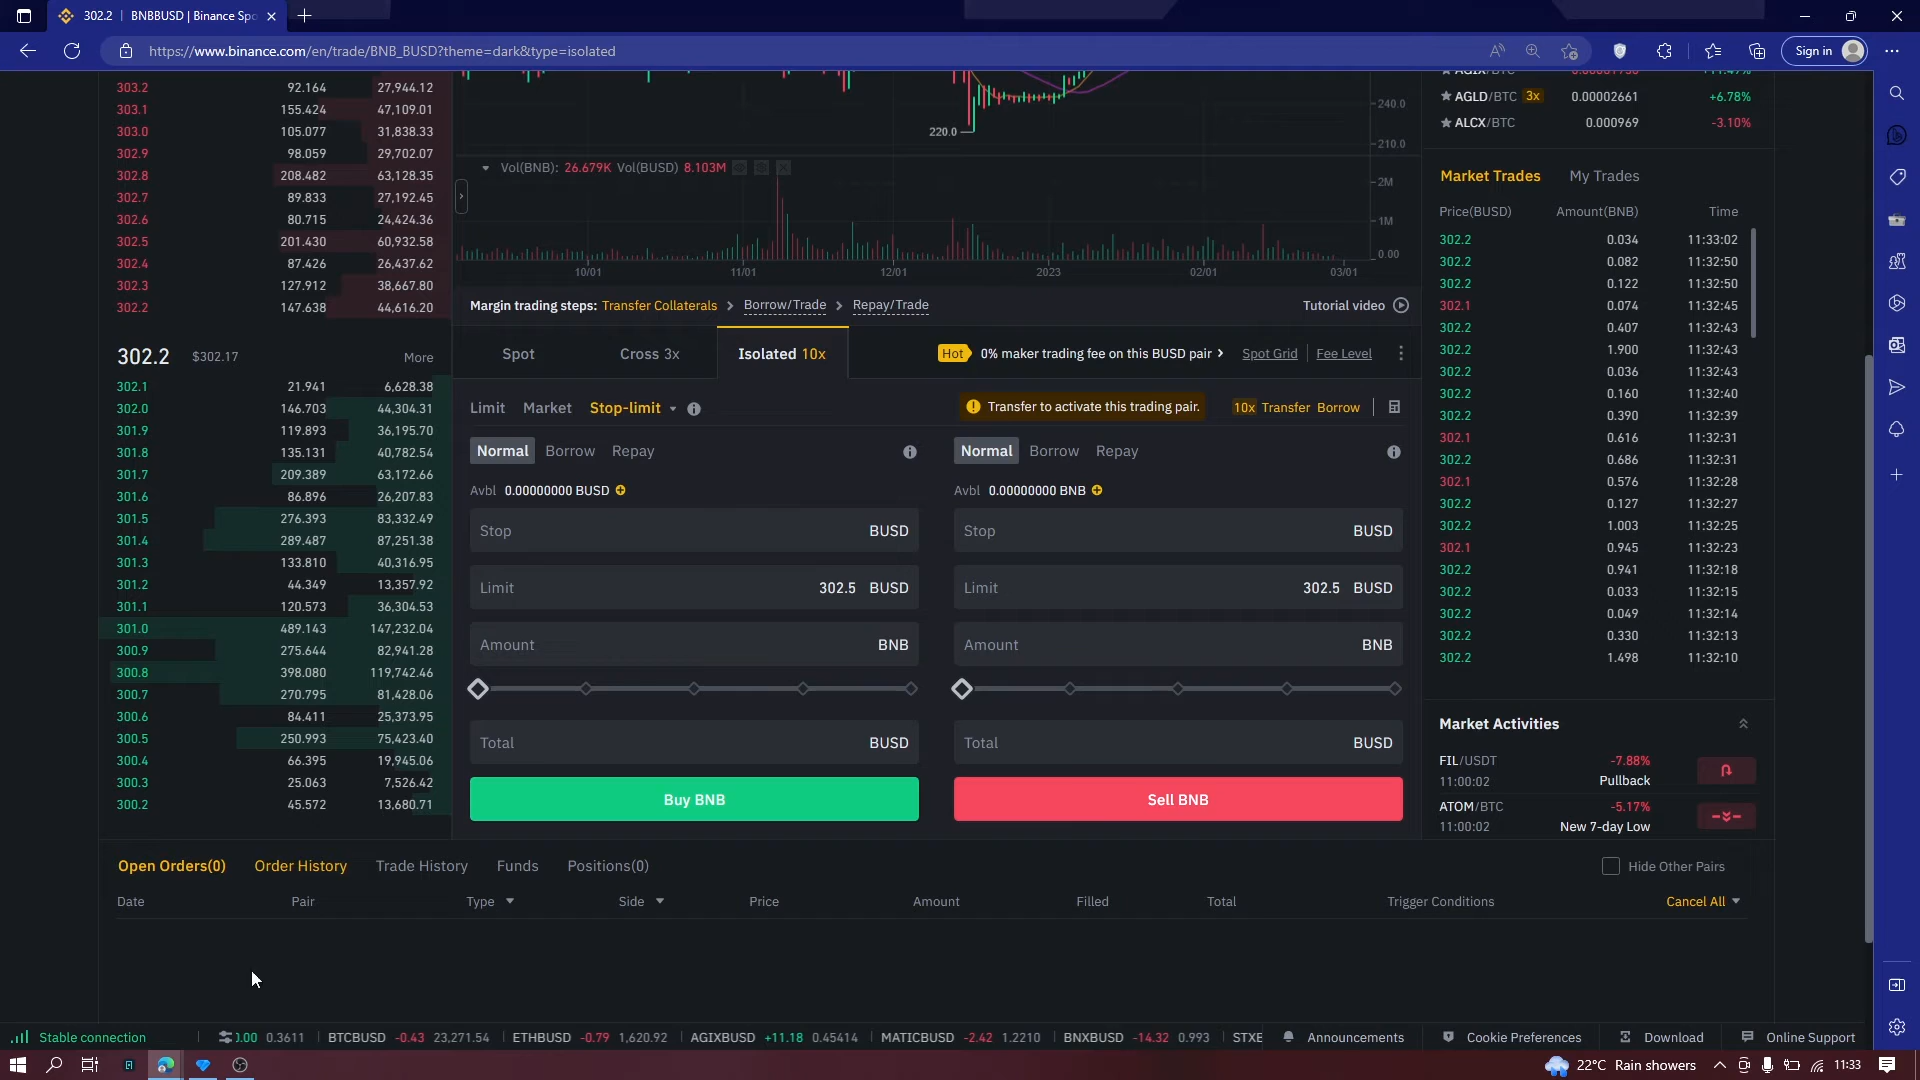 302.2 | BNBBUSD | Binance Spo
https://www.binance.com/en/trade/BNB_BUSD?theme=dark&type=isolated
Sign in
303.2 92.164 27,944.12
303.1 155.424 47,109.01
303.0 105.077 31,838.33
302.9 98.059 29,702.07
302.8 208.482 63,128.35
302.7 89.833 27,192.45
302.6 80.715 24,424.36
302.5 201.430 60,932.58
302.4 87.426 26,437.62
302.3 127.912 38,667.80
302.2 147.638 44,616.20
302.2 $302.17 More
302.1 21.941 6,628.38
302.0 146.703 44,304.31
301.9 119.893 36,195.70
301.8 135.131 40,782.54
301.7 209.389 63,172.66
301.6 86.896 26,207.83
301.5 276.393 83,332.49
301.4 289.487 87,251.38
301.3 133.810 40,316.95
301.2 44.349 13,357.92
301.1 120.573 36,304.53
301.0 489.143 147,232.04
300.9 275.644 82,941.28
300.8 398.080 119,742.46
300.7 270.795 81,428.06
300.6 84.411 25,373.95
300.5 250.993 75,423.40
300.4 66.395 19,945.06
300.3 25.063 7,526.42
300.2 45.572 13,680.71
240.0
220.0
210.0
Vol(BNB): 26.679K Vol(BUSD) 8.103M
2M
1M
0.00
10/01 11/01 12/01 2023 02/01 03/01
Margin trading steps: Transfer Collaterals Borrow/Trade Repay/Trade Tutorial video
Spot Cross 3x Isolated 10x Hot 0% maker trading fee on this BUSD pair Spot Grid Fee Level
Limit Market Stop-limit Transfer to activate this trading pair. 10x Transfer Borrow
Normal Borrow Repay
Avbl 0.00000000 BUSD
Stop BUSD
Limit 302.5 BUSD
Amount BNB
Total BUSD
Buy BNB
Normal Borrow Repay
Avbl 0.00000000 BNB
Stop BUSD
Limit 302.5 BUSD
Amount BNB
Total BUSD
Sell BNB
AGLD/BTC 3x 0.00002661 +6.78%
ALCX/BTC 0.000969 -3.10%
Market Trades My Trades
Price(BUSD) Amount(BNB) Time
302.2 0.034 11:33:02
302.2 0.082 11:32:50
302.2 0.122 11:32:50
302.1 0.074 11:32:45
302.2 0.407 11:32:43
302.2 1.900 11:32:43
302.2 0.036 11:32:43
302.2 0.160 11:32:40
302.2 0.390 11:32:39
302.1 0.616 11:32:31
302.2 0.686 11:32:31
302.1 0.576 11:32:28
302.2 0.127 11:32:27
302.2 1.003 11:32:25
302.1 0.945 11:32:23
302.2 0.941 11:32:18
302.2 0.033 11:32:15
302.2 0.049 11:32:14
302.2 0.330 11:32:13
302.2 1.498 11:32:10
Market Activities
FIL/USDT -7.88%
11:00:02 Pullback
ATOM/BTC -5.17%
11:00:02 New 7-day Low
Open Orders(0) Order History Trade History Funds Positions(0) Hide Other Pairs
Date Pair Type Side Price Amount Filled Total Trigger Conditions Cancel All
Stable connection 0.3611 BTCBUSD -0.43 23,271.54 ETHBUSD -0.79 1,620.92 AGIXBUSD +11.18 0.45414 MATICBUSD -2.42 1.2210 BNXBUSD -14.32 0.993 STXE Announcements Cookie Preferences Download Online Support
22°C Rain showers 11:33